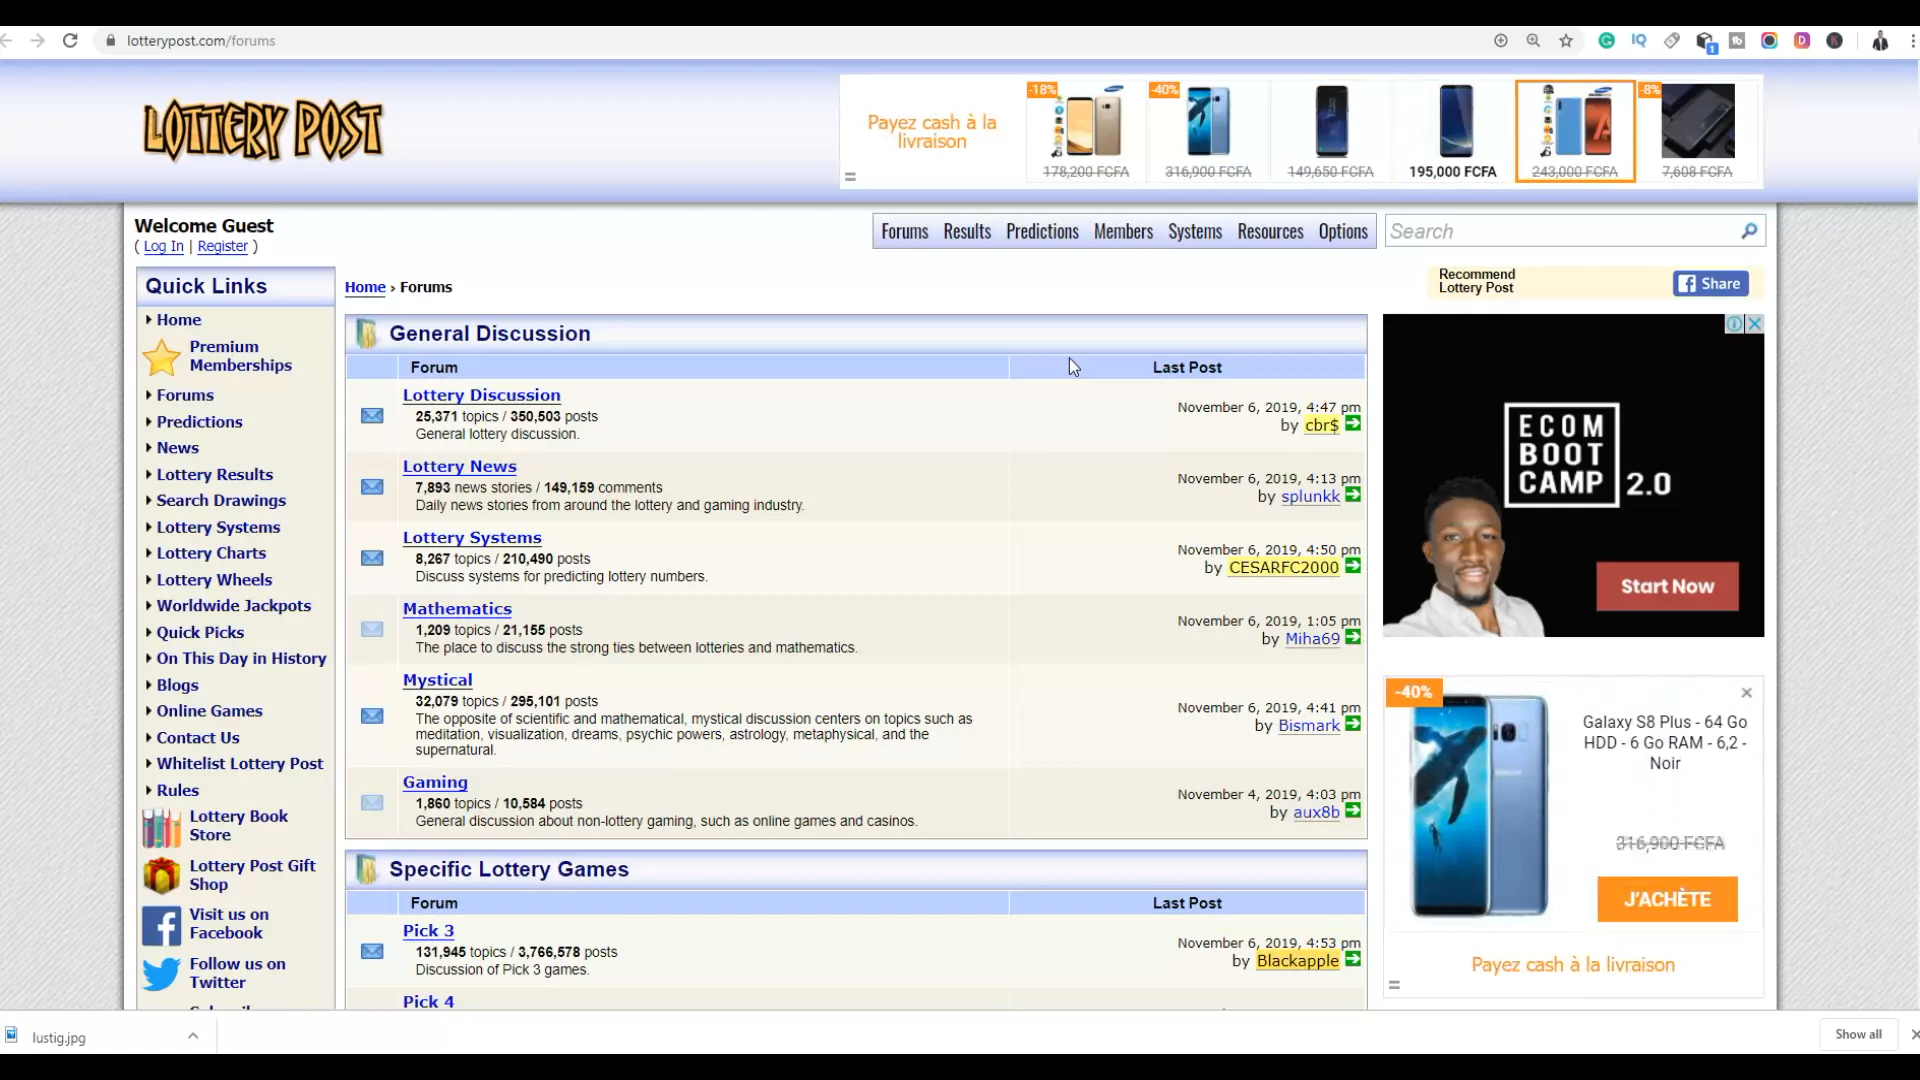 lotterypost.com/forums
LOTTERY POST
Payez cash à la
livraison
-18%
178,200 FCFA
-40%
316,900 FCFA
149,650 FCFA
195,000 FCFA
243,000 FCFA
-8%
7,608 FCFA
Welcome Guest
( Log In | Register )
Forums Results Predictions Members Systems Resources Options
Search
Quick Links
Home
Premium
Memberships
Forums
Predictions
News
Lottery Results
Search Drawings
Lottery Systems
Lottery Charts
Lottery Wheels
Worldwide Jackpots
Quick Picks
On This Day in History
Blogs
Online Games
Contact Us
Whitelist Lottery Post
Rules
Lottery Book
Store
Lottery Post Gift
Shop
Visit us on
Facebook
Follow us on
Twitter
Home › Forums
Recommend
Lottery Post
Share
General Discussion
Forum Last Post
Lottery Discussion
25,371 topics / 350,503 posts
General lottery discussion.
November 6, 2019, 4:47 pm
by cbr$
Lottery News
7,893 news stories / 149,159 comments
Daily news stories from around the lottery and gaming industry.
November 6, 2019, 4:13 pm
by splunkk
Lottery Systems
8,267 topics / 210,490 posts
Discuss systems for predicting lottery numbers.
November 6, 2019, 4:50 pm
by CESARFC2000
Mathematics
1,209 topics / 21,155 posts
The place to discuss the strong ties between lotteries and mathematics.
November 6, 2019, 1:05 pm
by Miha69
Mystical
32,079 topics / 295,101 posts
The opposite of scientific and mathematical, mystical discussion centers on topics such as
meditation, visualization, dreams, psychic powers, astrology, metaphysical, and the
supernatural.
November 6, 2019, 4:41 pm
by Bismark
Gaming
1,860 topics / 10,584 posts
General discussion about non-lottery gaming, such as online games and casinos.
November 4, 2019, 4:03 pm
by aux8b
Specific Lottery Games
Forum Last Post
Pick 3
131,945 topics / 3,766,578 posts
Discussion of Pick 3 games.
November 6, 2019, 4:53 pm
by Blackapple
Pick 4
ECOM
BOOT
CAMP 2.0
Start Now
-40%
Galaxy S8 Plus - 64 Go
HDD - 6 Go RAM - 6,2 -
Noir
316,900 FCFA
J'ACHÈTE
Payez cash à la livraison
lustig.jpg
Show all